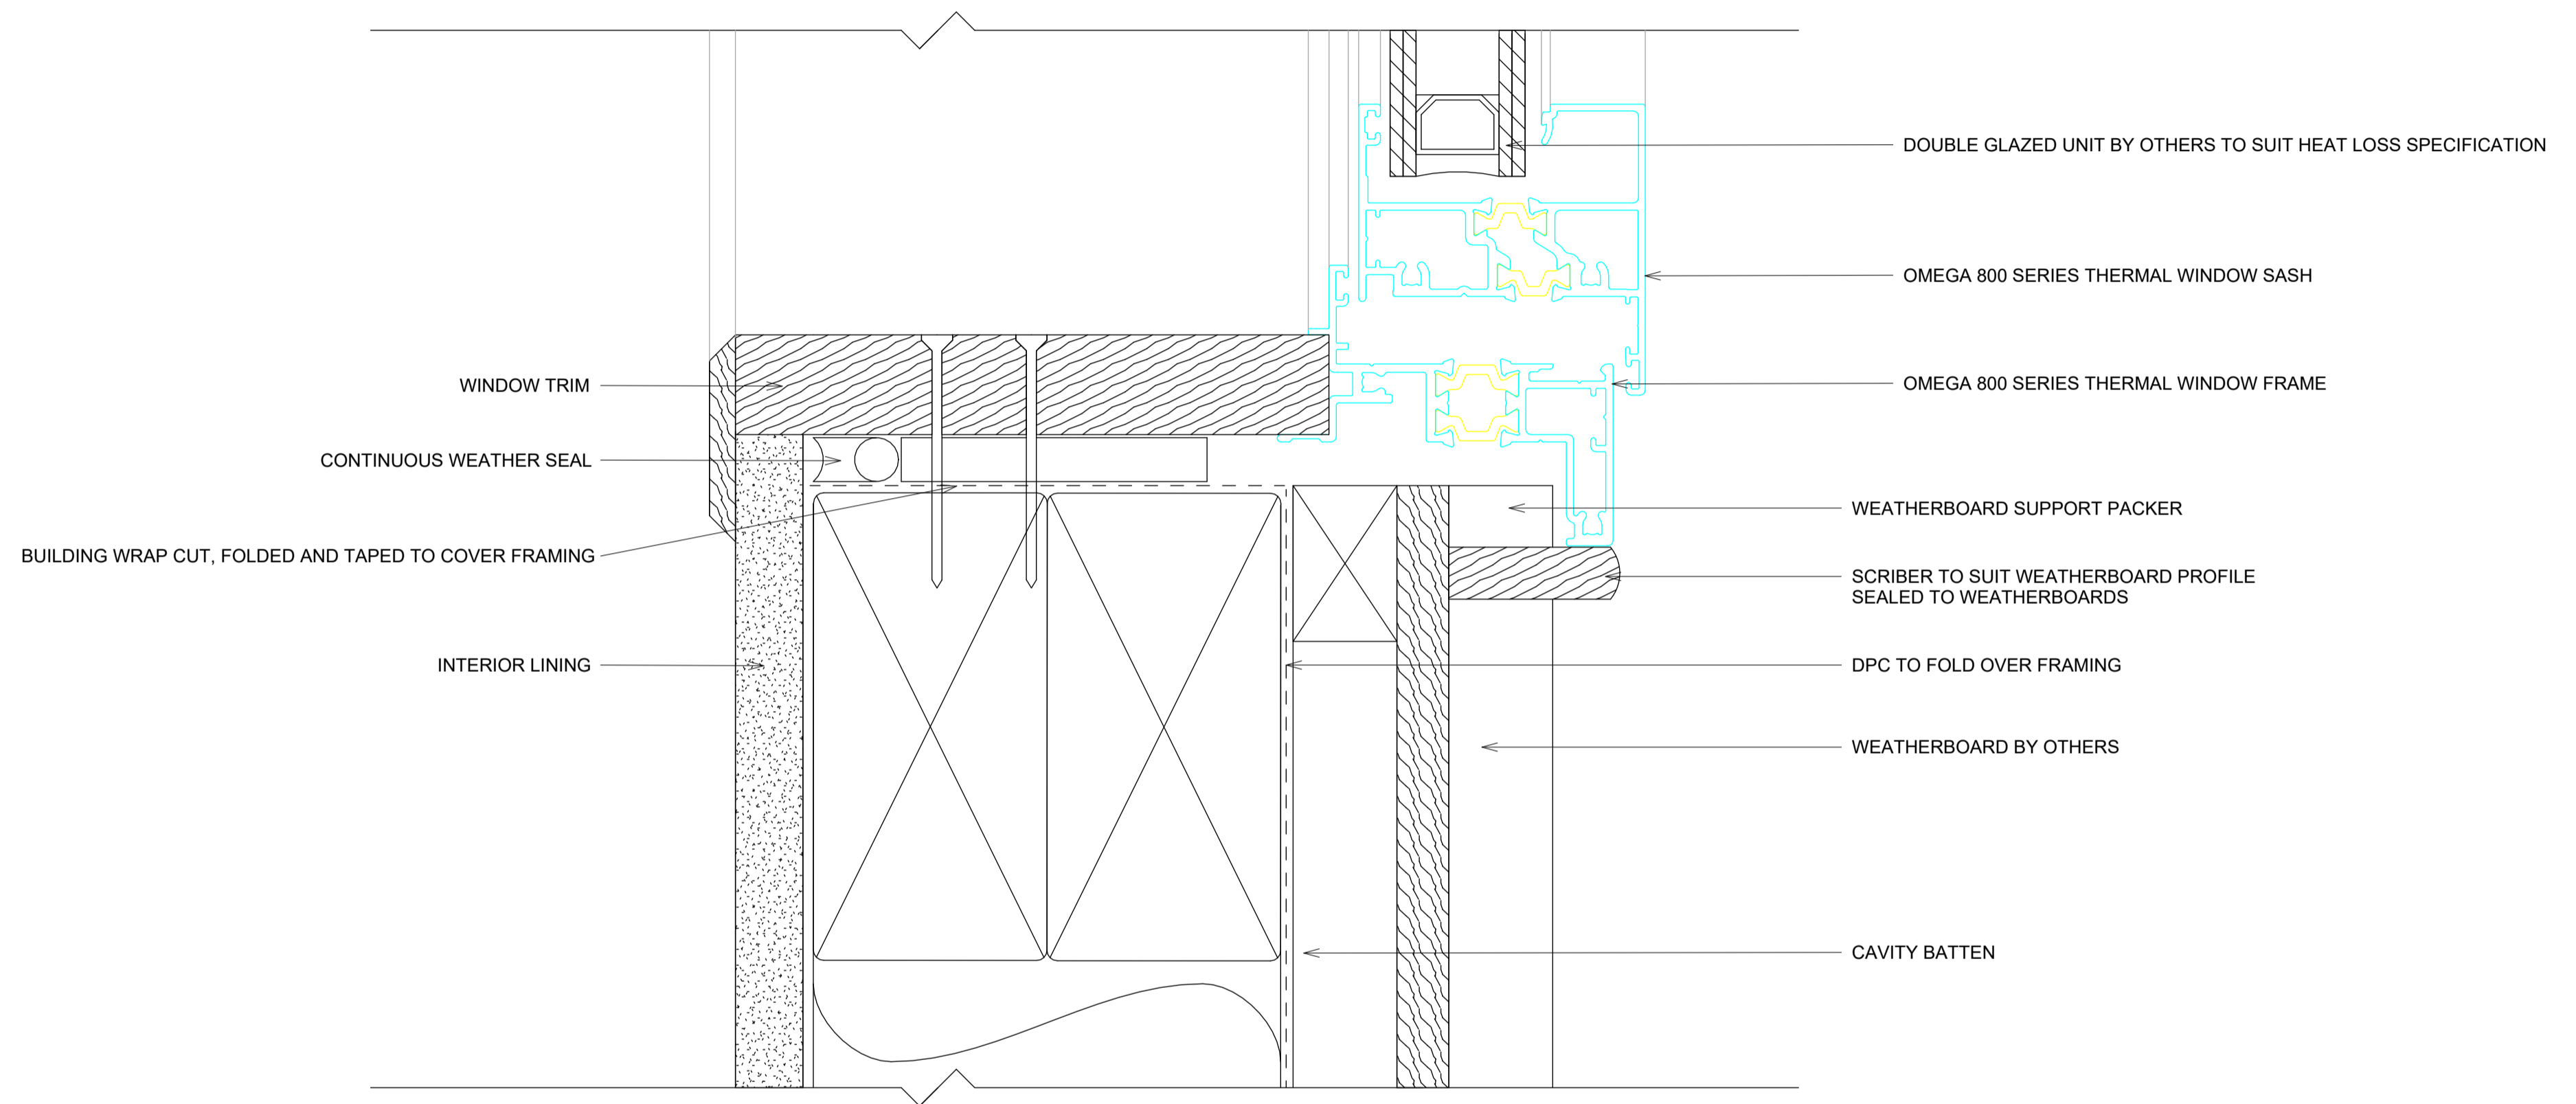 DOUBLE GLAZED UNIT BY OTHERS TO SUIT HEAT LOSS SPECIFICATION
OMEGA 800 SERIES THERMAL WINDOW SASH
OMEGA 800 SERIES THERMAL WINDOW FRAME
WINDOW TRIM
CONTINUOUS WEATHER SEAL
WEATHERBOARD SUPPORT PACKER
BUILDING WRAP CUT, FOLDED AND TAPED TO COVER FRAMING
SCRIBER TO SUIT WEATHERBOARD PROFILE
SEALED TO WEATHERBOARDS
INTERIOR LINING
DPC TO FOLD OVER FRAMING
WEATHERBOARD BY OTHERS
CAVITY BATTEN